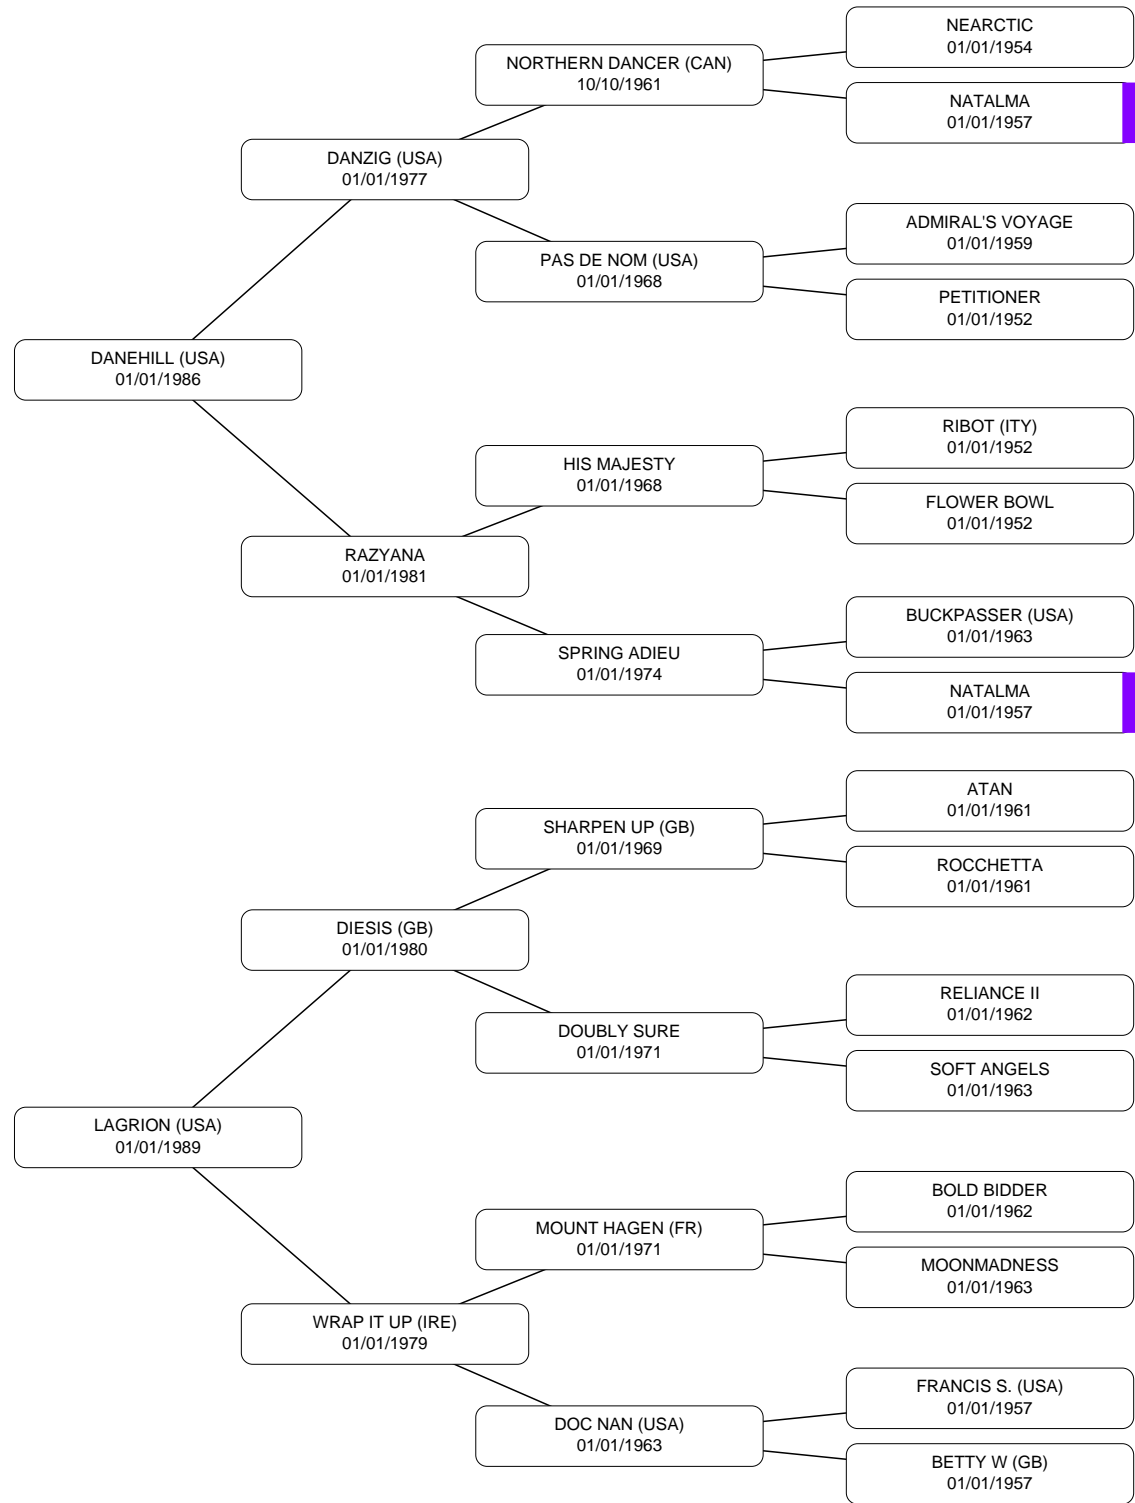 NEARCTIC
01/01/1954
NORTHERN DANCER (CAN)
10/10/1961
NATALMA
01/01/1957
DANZIG (USA)
01/01/1977
ADMIRAL'S VOYAGE
01/01/1959
PAS DE NOM (USA)
01/01/1968
PETITIONER
01/01/1952
DANEHILL (USA)
01/01/1986
RIBOT (ITY)
01/01/1952
HIS MAJESTY
01/01/1968
FLOWER BOWL
01/01/1952
RAZYANA
01/01/1981
BUCKPASSER (USA)
01/01/1963
SPRING ADIEU
01/01/1974
NATALMA
01/01/1957
ATAN
01/01/1961
SHARPEN UP (GB)
01/01/1969
ROCCHETTA
01/01/1961
DIESIS (GB)
01/01/1980
RELIANCE II
01/01/1962
DOUBLY SURE
01/01/1971
SOFT ANGELS
01/01/1963
LAGRION (USA)
01/01/1989
BOLD BIDDER
01/01/1962
MOUNT HAGEN (FR)
01/01/1971
MOONMADNESS
01/01/1963
WRAP IT UP (IRE)
01/01/1979
FRANCIS S. (USA)
01/01/1957
DOC NAN (USA)
01/01/1963
BETTY W (GB)
01/01/1957